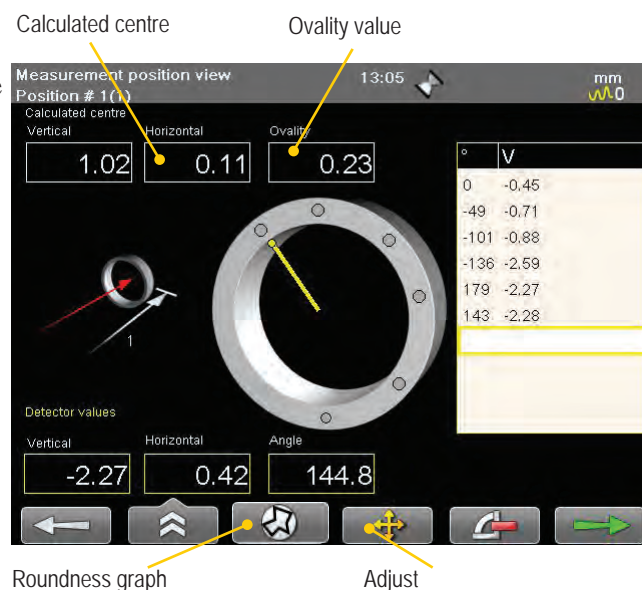 Calculated centre
Ovality value
Measurement position view
13:05
mm
Position # 1(1)
0
Calculated centre
Vertical
Horizontal
Ovality
1.02
0.11
0.23
° V
0 -0,45
-49 -0,71
-101 -0,88
-136 -2,59
179 -2,27
143 -2,28
1
Detector values
Vertical
Horizontal
Angle
-2.27
0.42
144.8
Roundness graph
Adjust